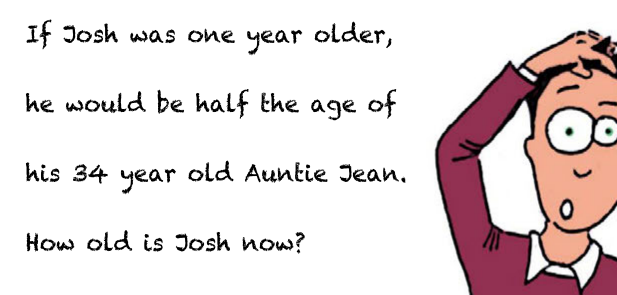 If Josh was one year older,
he would be half the age of
his 34 year old Auntie Jean.
How old is Josh now?